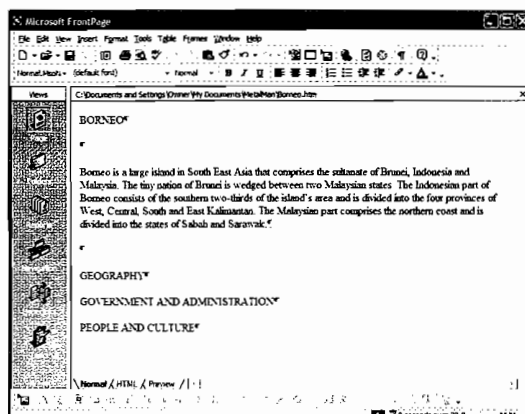 Microsoft FrontPage
File Edit View Insert Format Tools Table Frames Window Help
Normal (default font) Normal B I U
Views C:\Documents and Settings\Owner\My Documents\MetalMan\Borneo.htm
BORNEO¶
¶
Borneo is a large island in South East Asia that comprises the sultanate of Brunei, Indonesia and
Malaysia. The tiny nation of Brunei is wedged between two Malaysian states. The Indonesian part of
Borneo consists of the southern two-thirds of the island's area and is divided into the four provinces of
West, Central, South and East Kalimantan. The Malaysian part comprises the northern coast and is
divided into the states of Sabah and Sarawak.¶
¶
GEOGRAPHY¶
GOVERNMENT AND ADMINISTRATION¶
PEOPLE AND CULTURE¶
Normal / HTML / Preview /